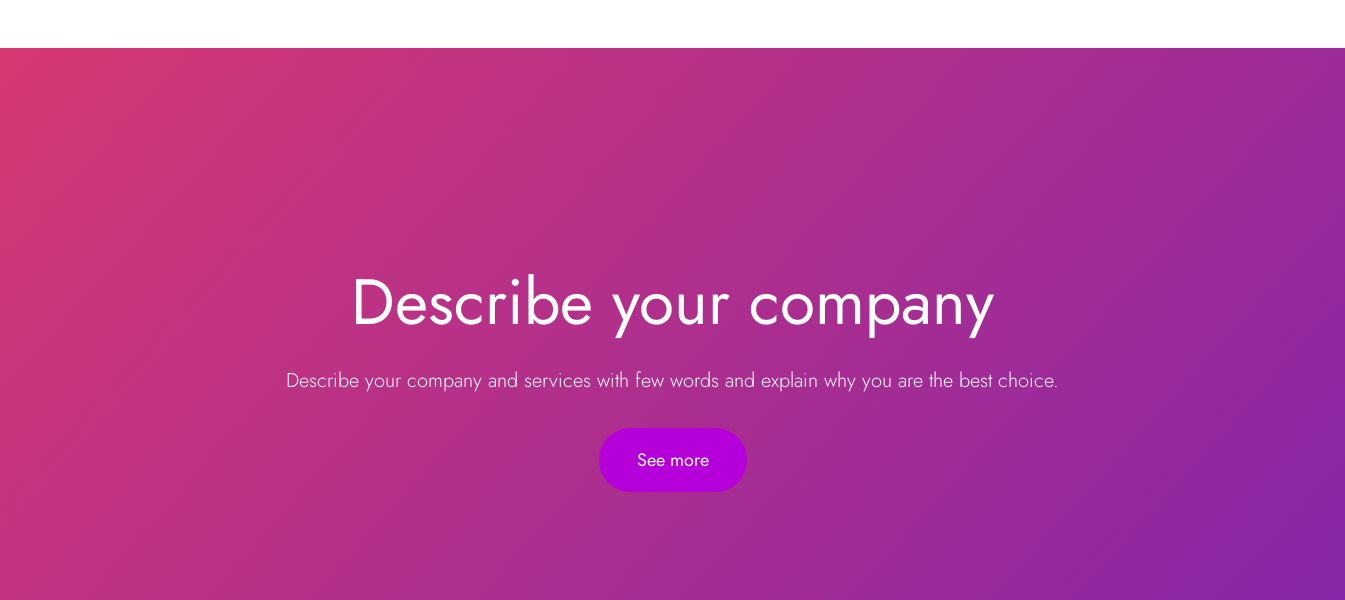 Describe your company
Describe your company and services with few words and explain why you are the best choice.
See more